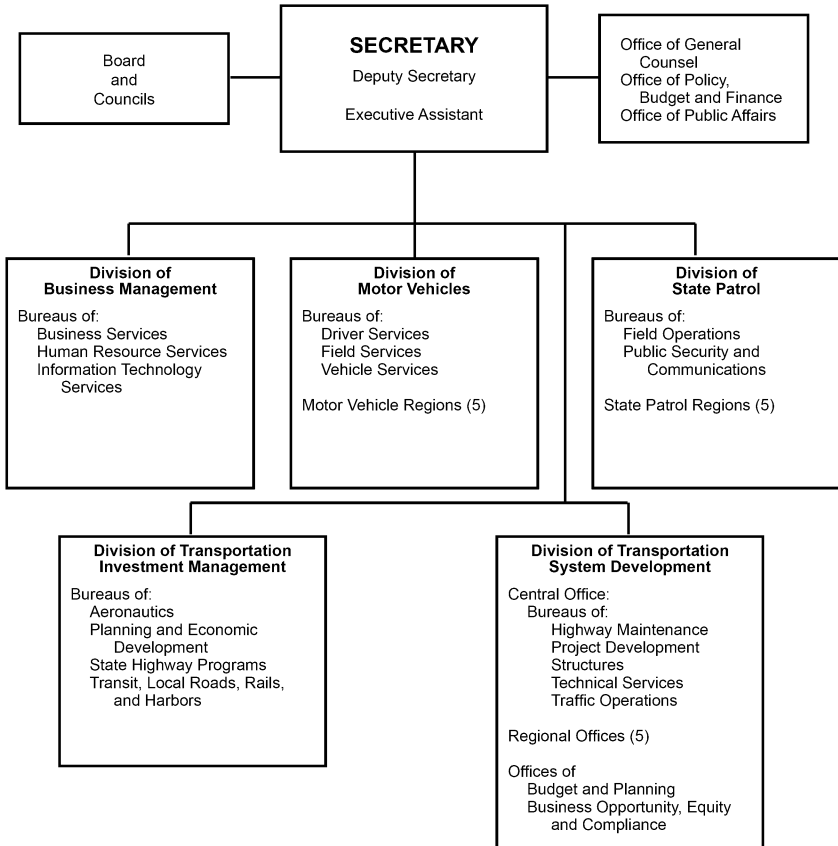 Board
and
Councils
SECRETARY
Deputy Secretary
Executive Assistant
Office of General
Counsel
Office of Policy,
Budget and Finance
Office of Public Affairs
Division of
Business Management
Bureaus of:
Business Services
Human Resource Services
Information Technology
Services
Division of
Motor Vehicles
Bureaus of:
Driver Services
Field Services
Vehicle Services
Motor Vehicle Regions (5)
Division of
State Patrol
Bureaus of:
Field Operations
Public Security and
Communications
State Patrol Regions (5)
Division of Transportation
Investment Management
Bureaus of:
Aeronautics
Planning and Economic
Development
State Highway Programs
Transit, Local Roads, Rails,
and Harbors
Division of Transportation
System Development
Central Office:
Bureaus of:
Highway Maintenance
Project Development
Structures
Technical Services
Traffic Operations
Regional Offices (5)
Offices of
Budget and Planning
Business Opportunity, Equity
and Compliance